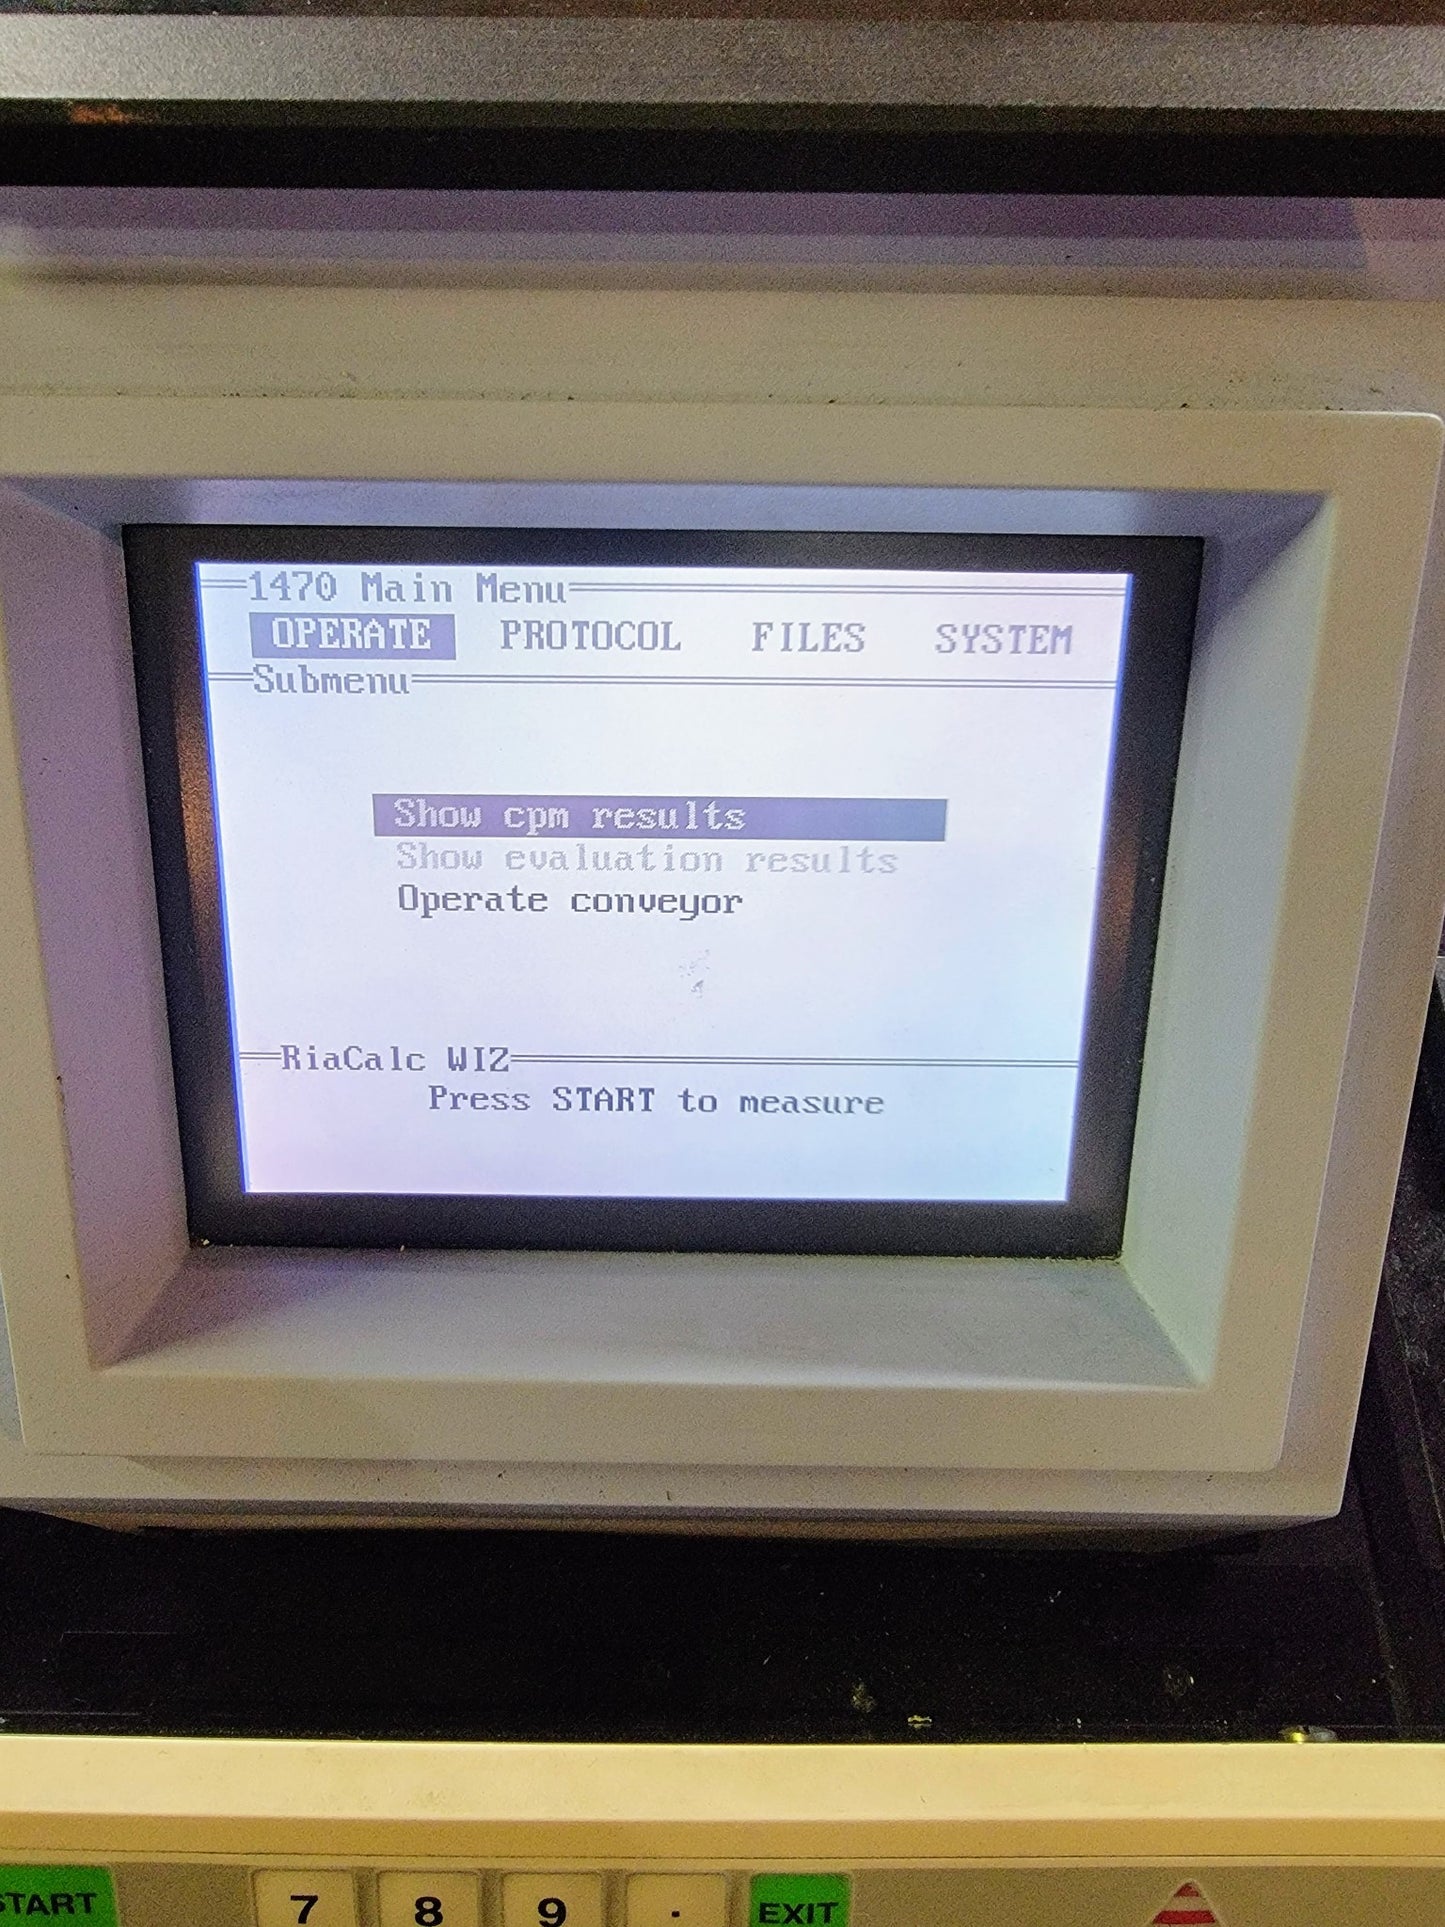 1470 Main Menu
OPERATE PROTOCOL FILES SYSTEM
Submenu
Show cpm results
Show evaluation results
Operate conveyor
RiaCalc WIZ
Press START to measure
START 7 8 9 . EXIT